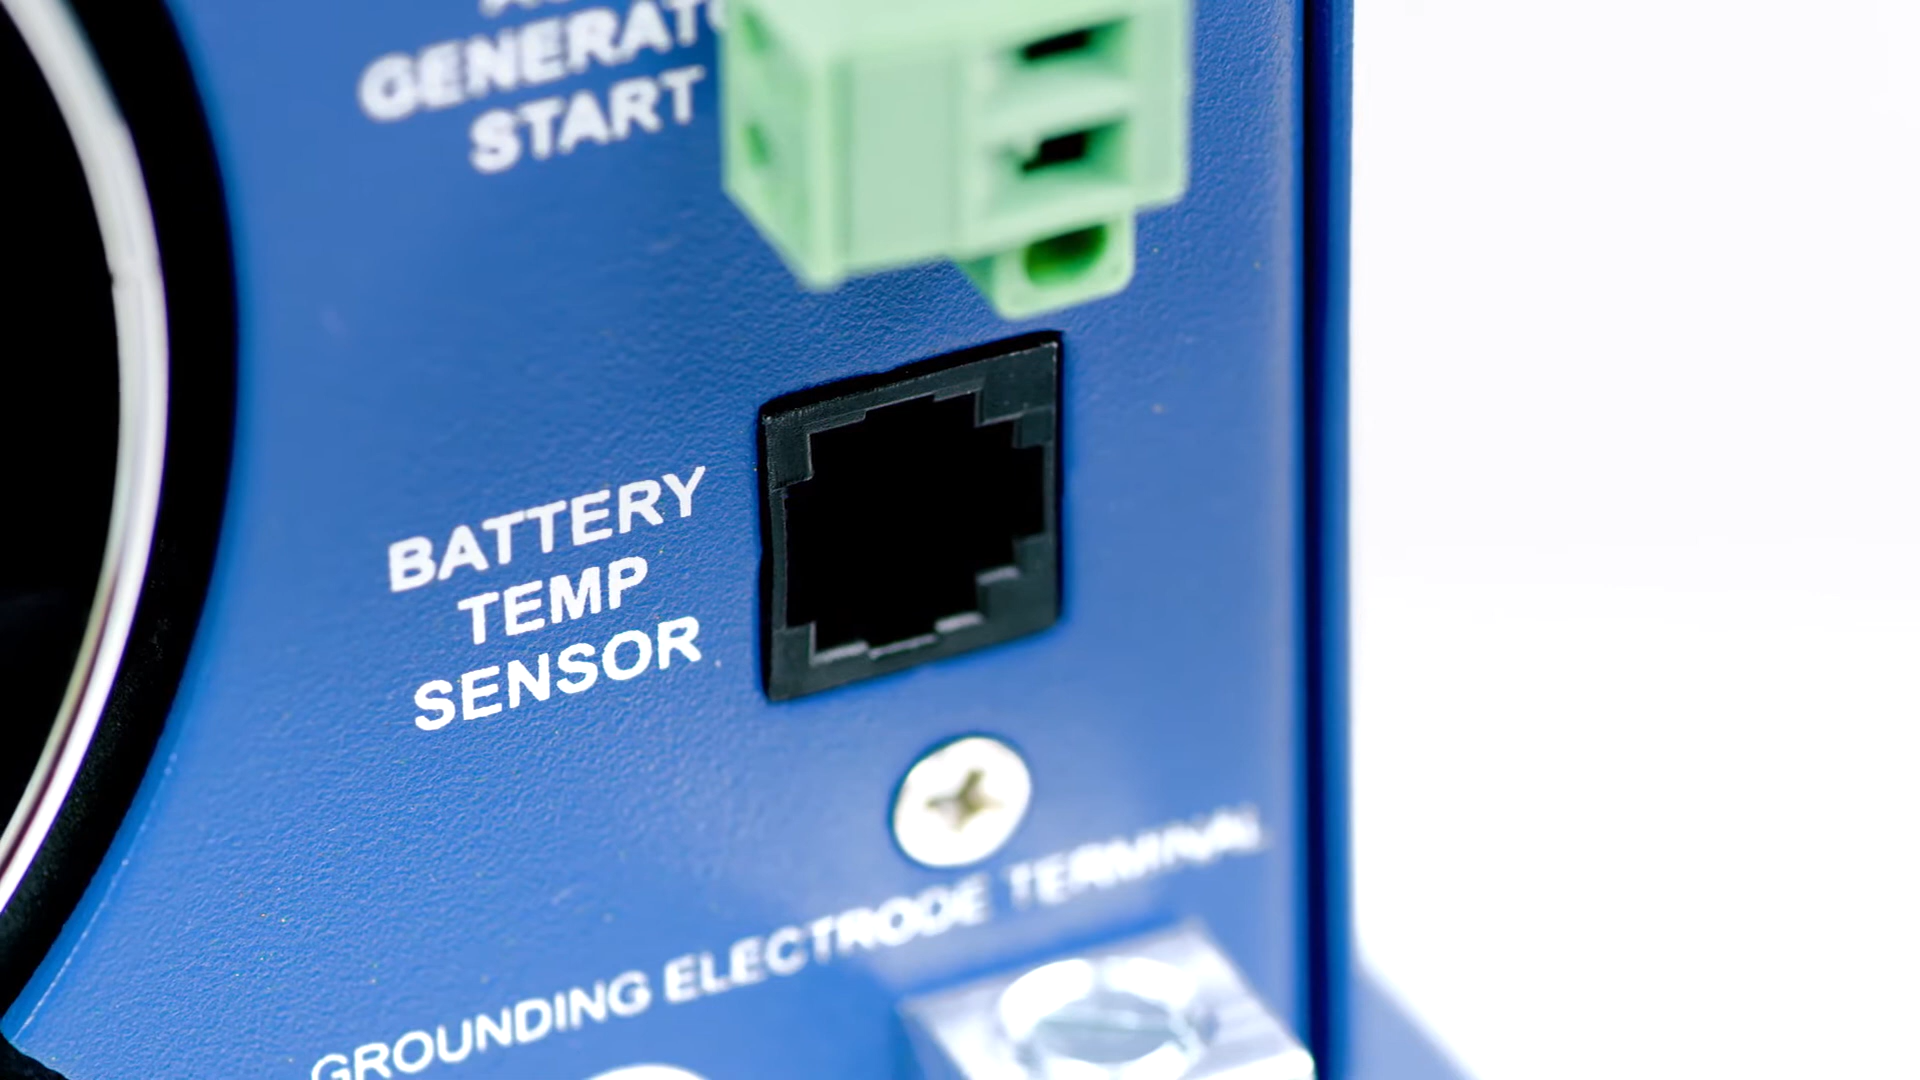 GENERATO
START
BATTERY
TEMP
SENSOR
GROUNDING ELECTRODE TERMINAL